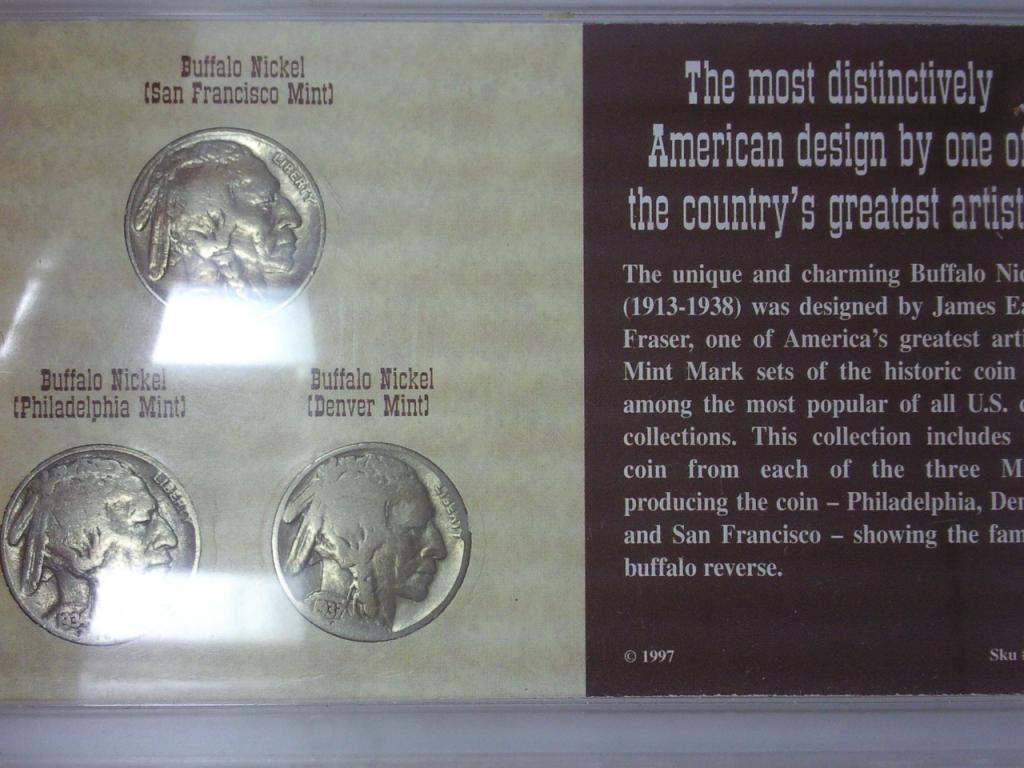 Buffalo Nickel
(San Francisco Mint)
LIBERTY
Buffalo Nickel
(Philadelphia Mint)
LIBERTY
Buffalo Nickel
(Denver Mint)
LIBERTY
The most distinctively
American design by one
the country's greatest
The unique and charming Buffalo
(1913-1938) was designed by James
Fraser, one of America's greatest
Mint Mark sets of the historic coin
among the most popular of all U.S.
collections. This collection includes
coin from each of the three
producing the coin – Philadelphia,
and San Francisco – showing the
buffalo reverse.
© 1997
Sku